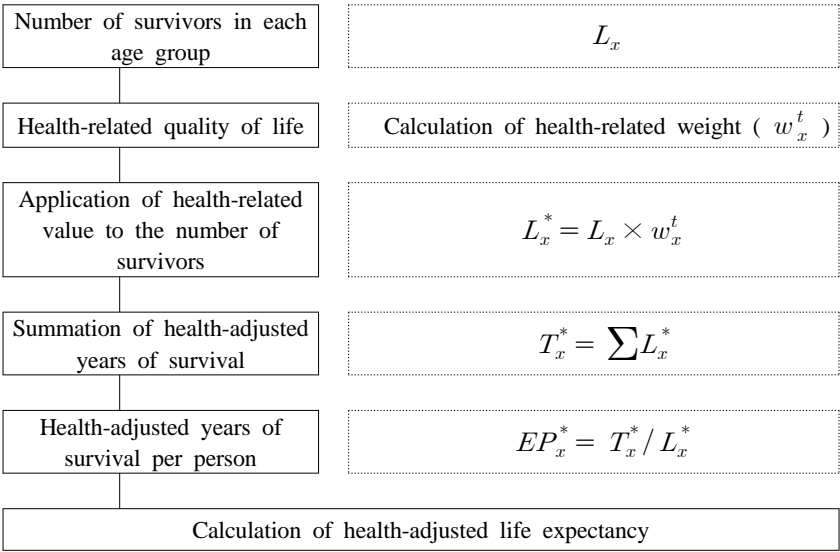 Number of survivors in each
age group
L_x
Health-related quality of life
Calculation of health-related weight ( w_x^t )
Application of health-related
value to the number of
survivors
L_x^* = L_x × w_x^t
Summation of health-adjusted
years of survival
T_x^* = ∑ L_x^*
Health-adjusted years of
survival per person
EP_x^* = T_x^* / L_x^*
Calculation of health-adjusted life expectancy